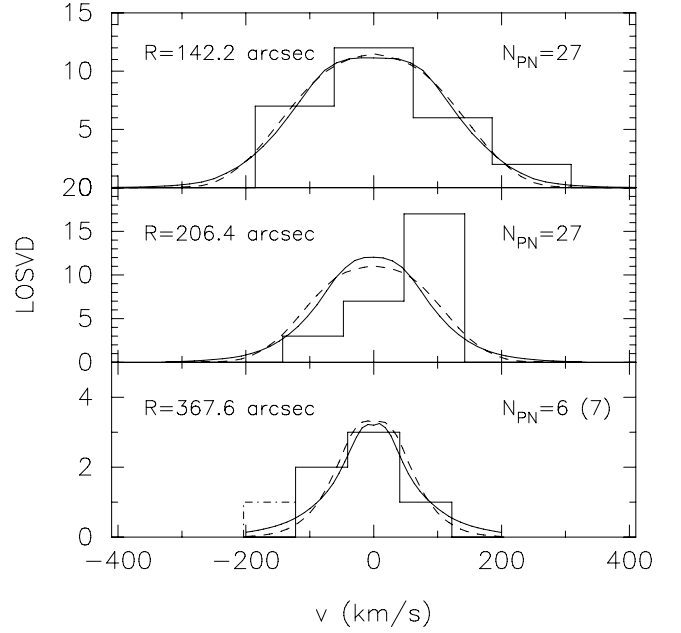 15
R=142.2 arcsec
N_PN=27
10
5
0
20
R=206.4 arcsec
N_PN=27
15
10
5
0
LOSVD
R=367.6 arcsec
N_PN=6 (7)
4
2
0
−400 −200 0 200 400
v (km/s)